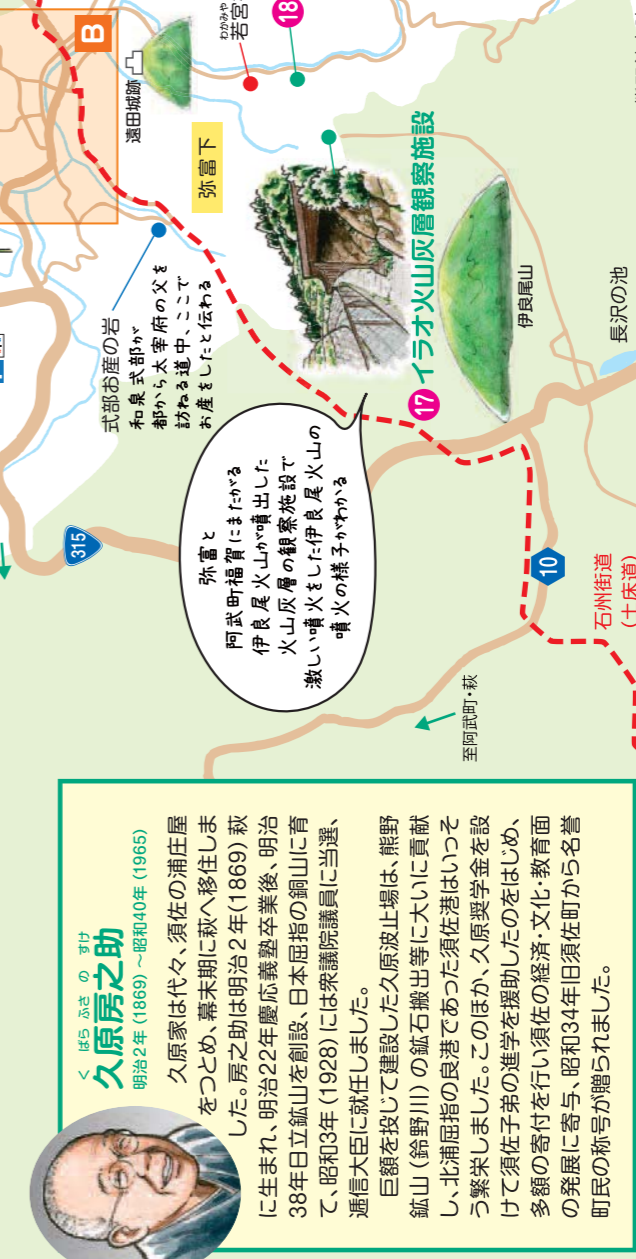 く ばら ふさ の すけ
久原房之助
明治2年(1869)～昭和40年(1965)
久原家は代々、須佐の浦庄屋
をつとめ、幕末期に萩へ移住しま
した。房之助は明治2年(1869)萩
に生まれ、明治22年慶応義塾卒業後、明治
38年日立鉱山を創設、日本屈指の銅山に育
て、昭和3年(1928)には衆議院議員に当選、
逓信大臣に就任しました。
巨額を投じて建設した久原波止場は、熊野
鉱山(鈴野川)の鉱石搬出等に大いに貢献
し、北浦屈指の良港であった須佐港はいっそ
う繁栄しました。このほか、久原奨学金を設
けて須佐子弟の進学を援助したのをはじめ、
多額の寄付を行い須佐の経済・文化・教育面
の発展に寄与、昭和34年旧須佐町から名誉
町民の称号が贈られました。
315
式部お産の岩
和泉式部が
都から太宰府の父を
訪ねる道中、ここで
お産をしたと伝わる
B
遠田城跡
弥富下
わかみや
若宮
18
弥富と
阿武町福賀にまたがる
伊良尾火山が噴出した
火山灰層の観察施設で
激しい噴火をした伊良尾火山の
噴火の様子がわかる
17 イラオ火山灰層観察施設
伊良尾山
至阿武町・萩
10
石州街道
(土床道)
長沢の池